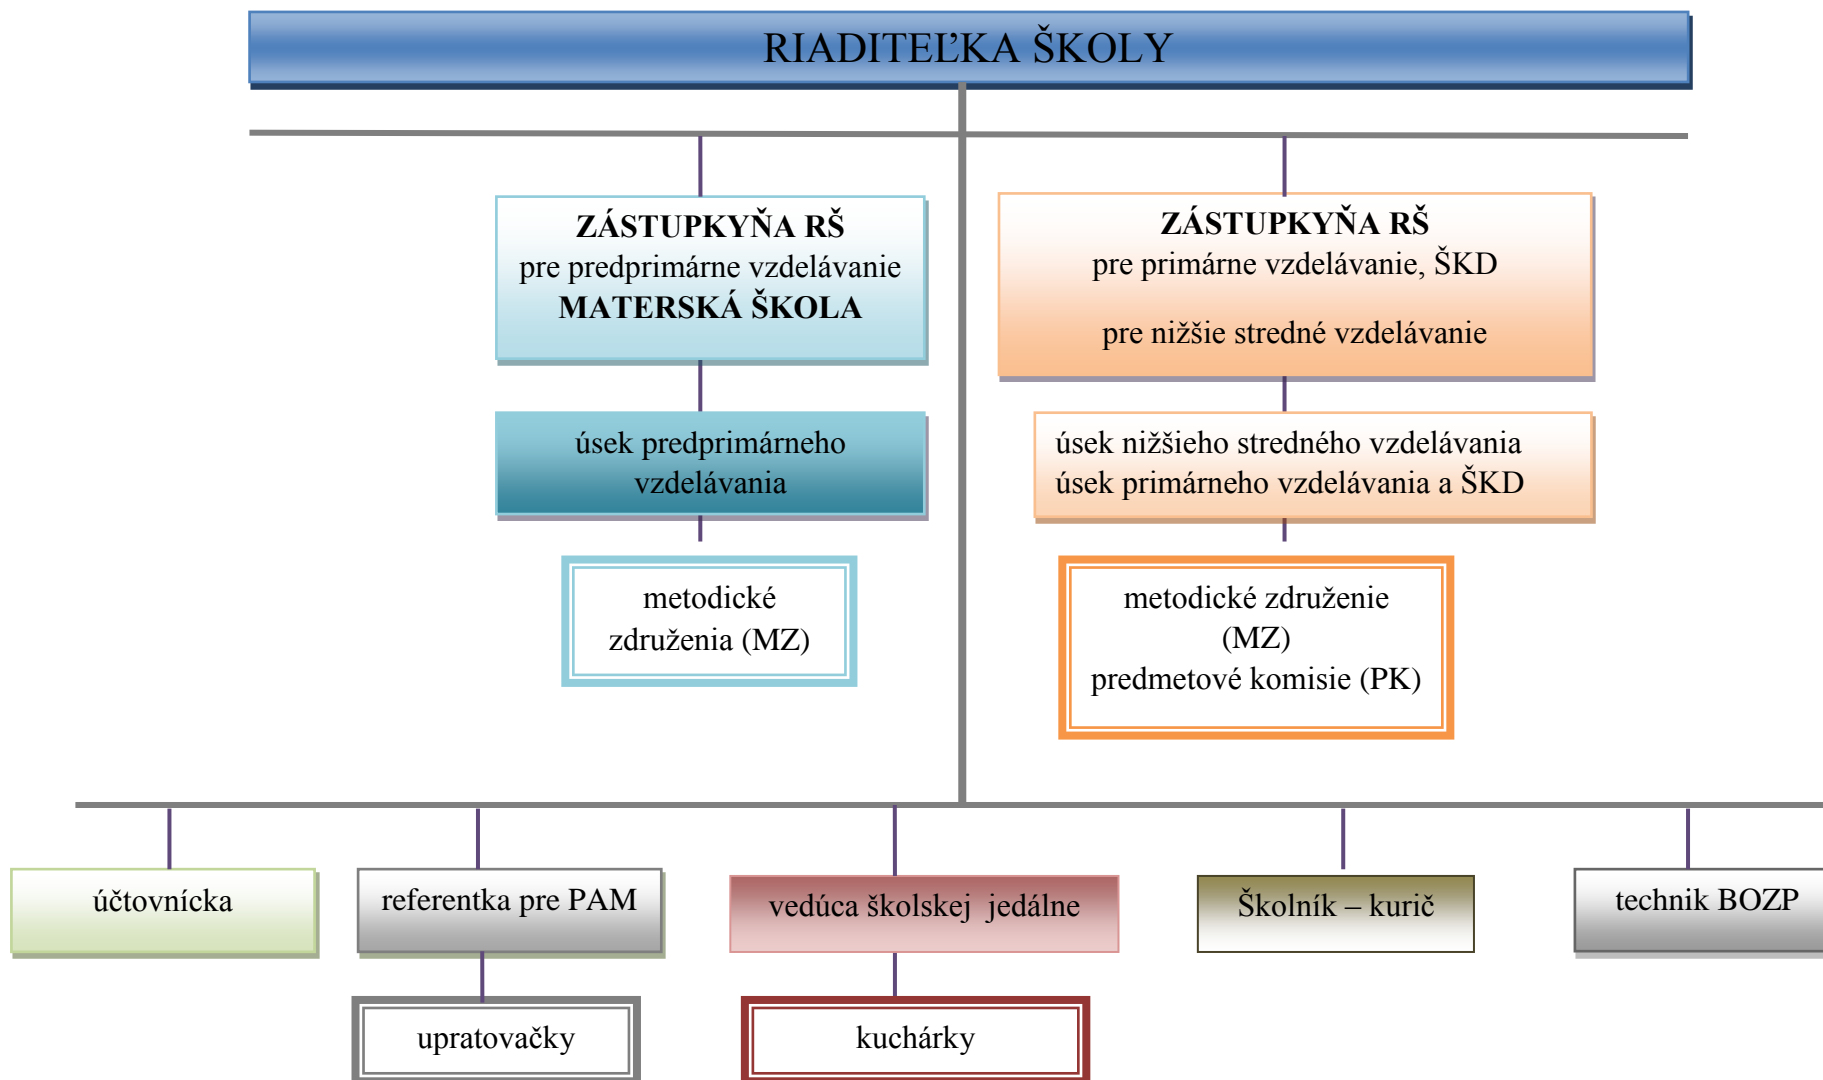 RIADITEĽKA ŠKOLY
ZÁSTUPKYŇA RŠ
pre predprimárne vzdelávanie
MATERSKÁ ŠKOLA
ZÁSTUPKYŇA RŠ
pre primárne vzdelávanie, ŠKD
pre nižšie stredné vzdelávanie
úsek predprimárneho
vzdelávania
úsek nižšieho stredného vzdelávania
úsek primárneho vzdelávania a ŠKD
metodické
združenia (MZ)
metodické združenie
(MZ)
predmetové komisie (PK)
účtovnícka
referentka pre PAM
vedúca školskej  jedálne
Školník – kurič
technik BOZP
upratovačky
kuchárky